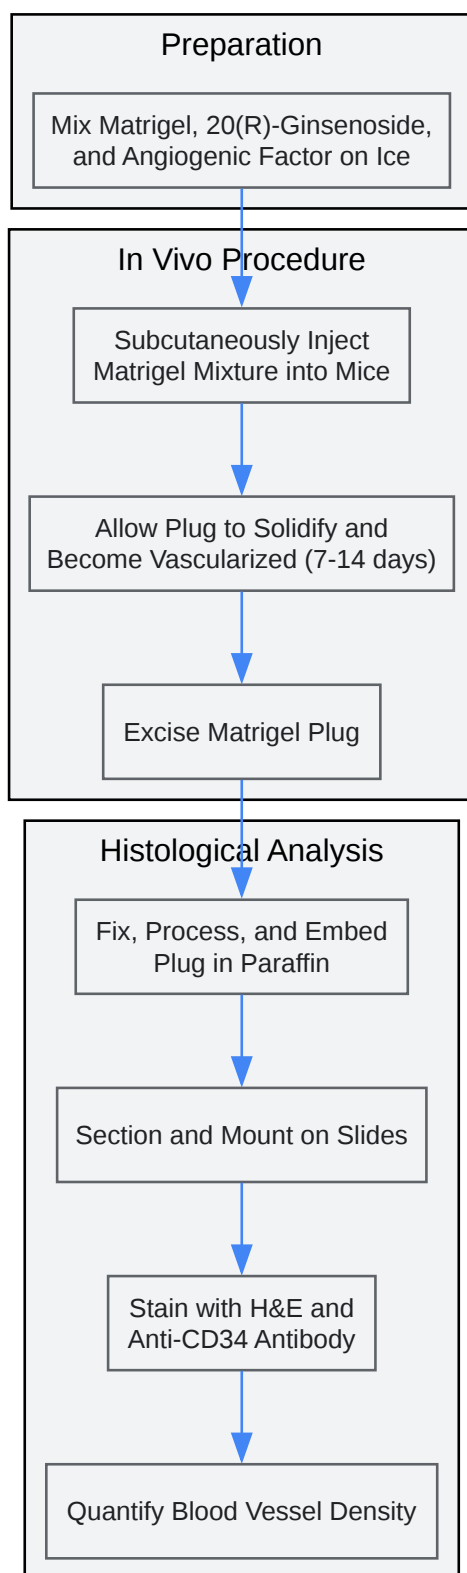 Preparation
Mix Matrigel, 20(R)-Ginsenoside,
and Angiogenic Factor on Ice
In Vivo Procedure
Subcutaneously Inject
Matrigel Mixture into Mice
Allow Plug to Solidify and
Become Vascularized (7-14 days)
Excise Matrigel Plug
Histological Analysis
Fix, Process, and Embed
Plug in Paraffin
Section and Mount on Slides
Stain with H&E and
Anti-CD34 Antibody
Quantify Blood Vessel Density